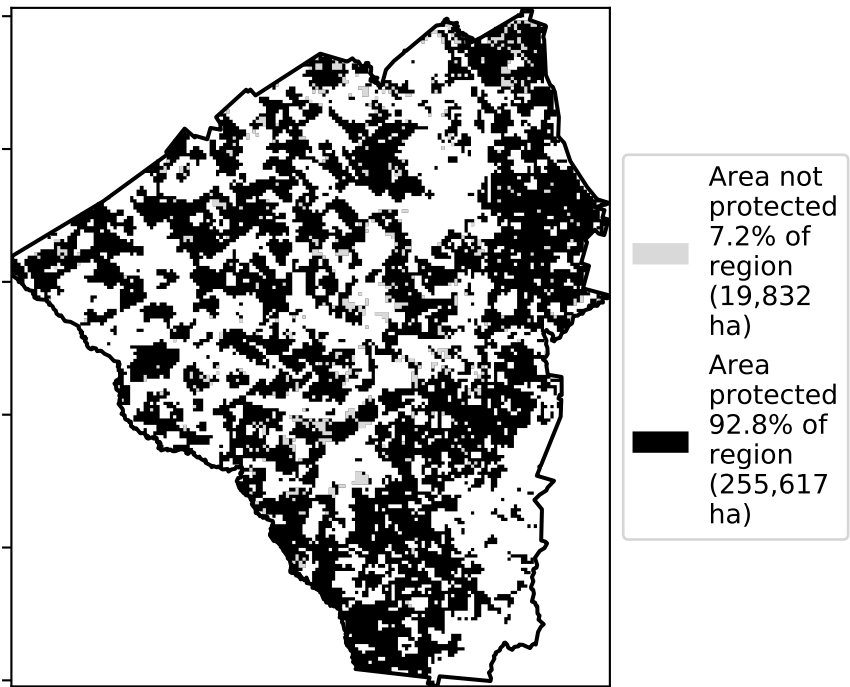 Area not
protected
7.2% of
region
(19,832
ha)
Area
protected
92.8% of
region
(255,617
ha)